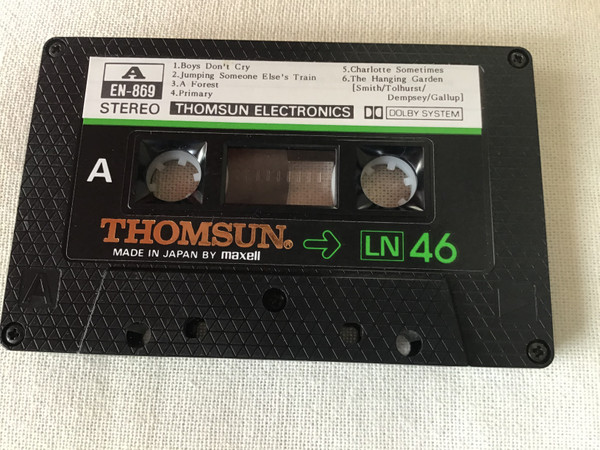 A
EN-869
STEREO
1.Boys Don't Cry
2.Jumping Someone Else's Train
3.A Forest
4.Primary
5.Charlotte Sometimes
6.The Hanging Garden
[Smith/Tolhurst/
Dempsey/Gallup]
THOMSUN ELECTRONICS
DOLBY SYSTEM
A
THOMSUN®
LN 46
MADE IN JAPAN BY maxell
A